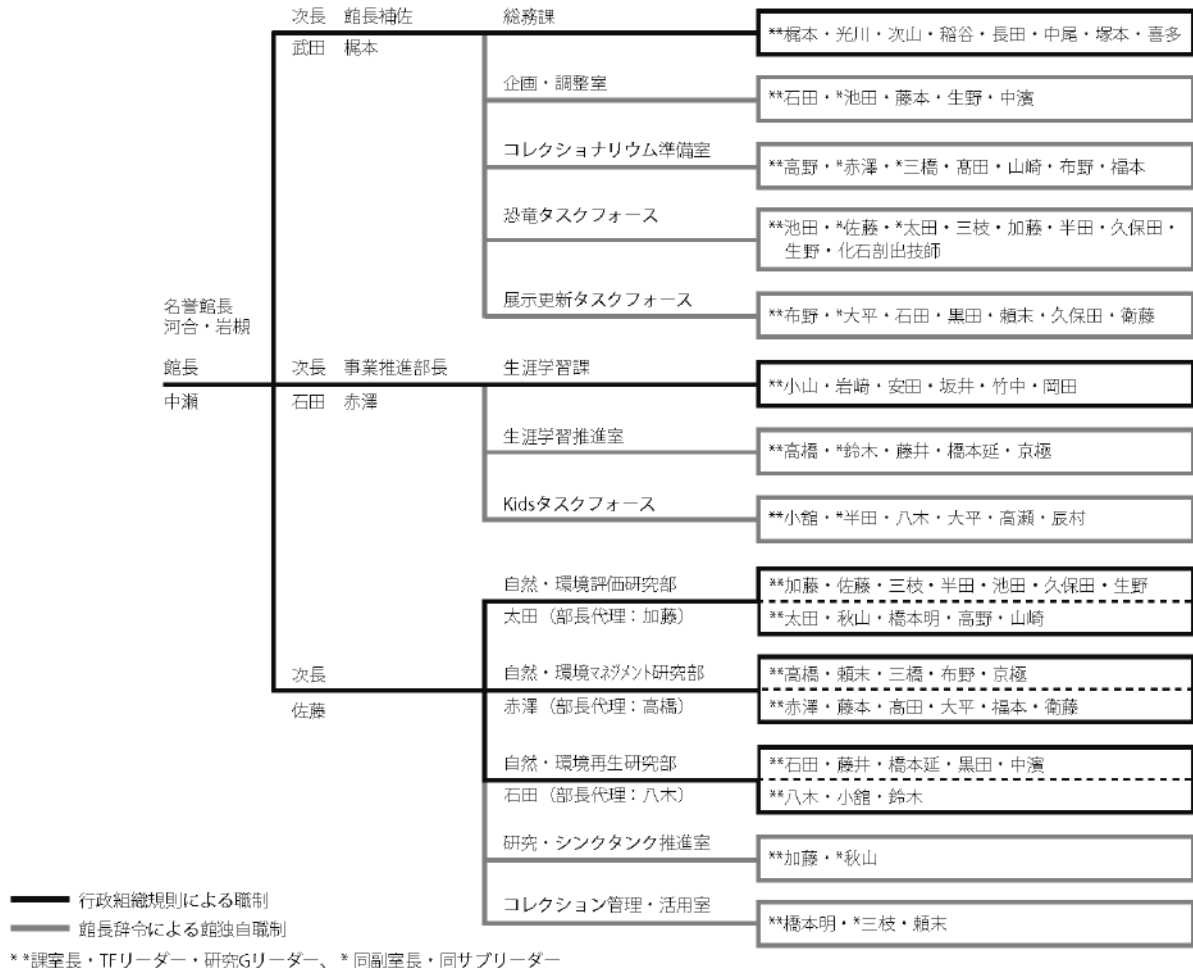 次長 館長補佐 総務課
武田 梶本
**梶本・光川・次山・稲谷・長田・中尾・塚本・喜多
企画・調整室
**石田・*池田・藤本・生野・中濱
コレクショナリウム準備室
**高野・*赤澤・*三橋・髙田・山崎・布野・福本
恐竜タスクフォース
**池田・*佐藤・*太田・三枝・加藤・半田・久保田・
生野・化石剖出技師
展示更新タスクフォース
**布野・*大平・石田・黒田・頼末・久保田・衛藤
名誉館長
河合・岩槻
館長
中瀬
次長 事業推進部長 生涯学習課
石田 赤澤
**小山・岩﨑・安田・坂井・竹中・岡田
生涯学習推進室
**高橋・*鈴木・藤井・橋本延・京極
Kidsタスクフォース
**小舘・*半田・八木・大平・高瀬・辰村
次長
佐藤
自然・環境評価研究部
太田（部長代理：加藤）
**加藤・佐藤・三枝・半田・池田・久保田・生野
**太田・秋山・橋本明・高野・山崎
自然・環境マネジメント研究部
赤澤（部長代理：高橋）
**高橋・頼末・三橋・布野・京極
**赤澤・藤本・髙田・大平・福本・衛藤
自然・環境再生研究部
石田（部長代理：八木）
**石田・藤井・橋本延・黒田・中濱
**八木・小舘・鈴木
研究・シンクタンク推進室
**加藤・*秋山
コレクション管理・活用室
**橋本明・*三枝・頼末
行政組織規則による職制
館長辞令による館独自職制
* *課室長・TFリーダー・研究Gリーダー、* 同副室長・同サブリーダー